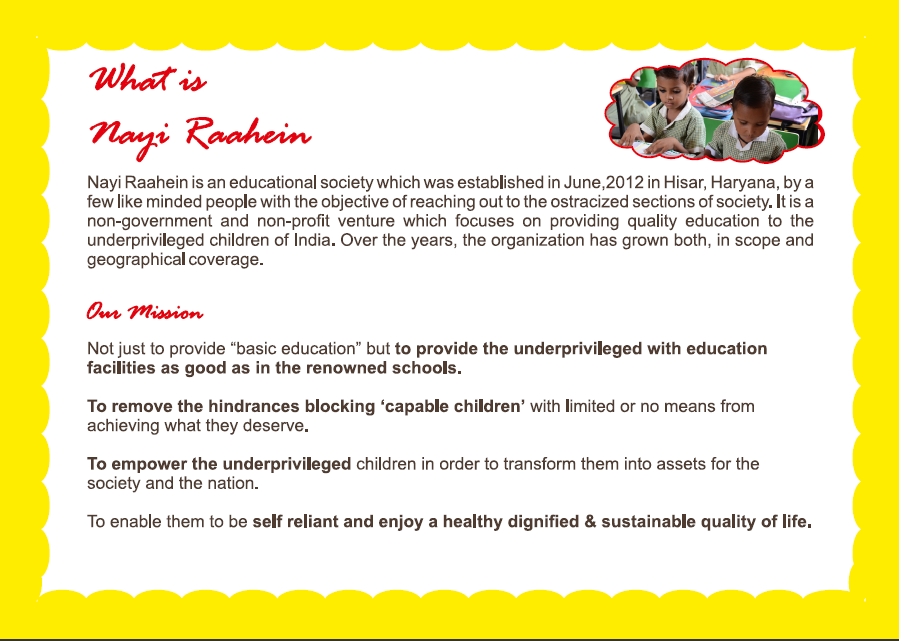 What is
Nayi Raahein
Nayi Raahein is an educational society which was established in June,2012 in Hisar, Haryana, by a
few like minded people with the objective of reaching out to the ostracized sections of society. It is a
non-government and non-profit venture which focuses on providing quality education to the
underprivileged children of India. Over the years, the organization has grown both, in scope and
geographical coverage.
Our Mission
Not just to provide “basic education” but to provide the underprivileged with education
facilities as good as in the renowned schools.
To remove the hindrances blocking ‘capable children’ with limited or no means from
achieving what they deserve.
To empower the underprivileged children in order to transform them into assets for the
society and the nation.
To enable them to be self reliant and enjoy a healthy dignified & sustainable quality of life.